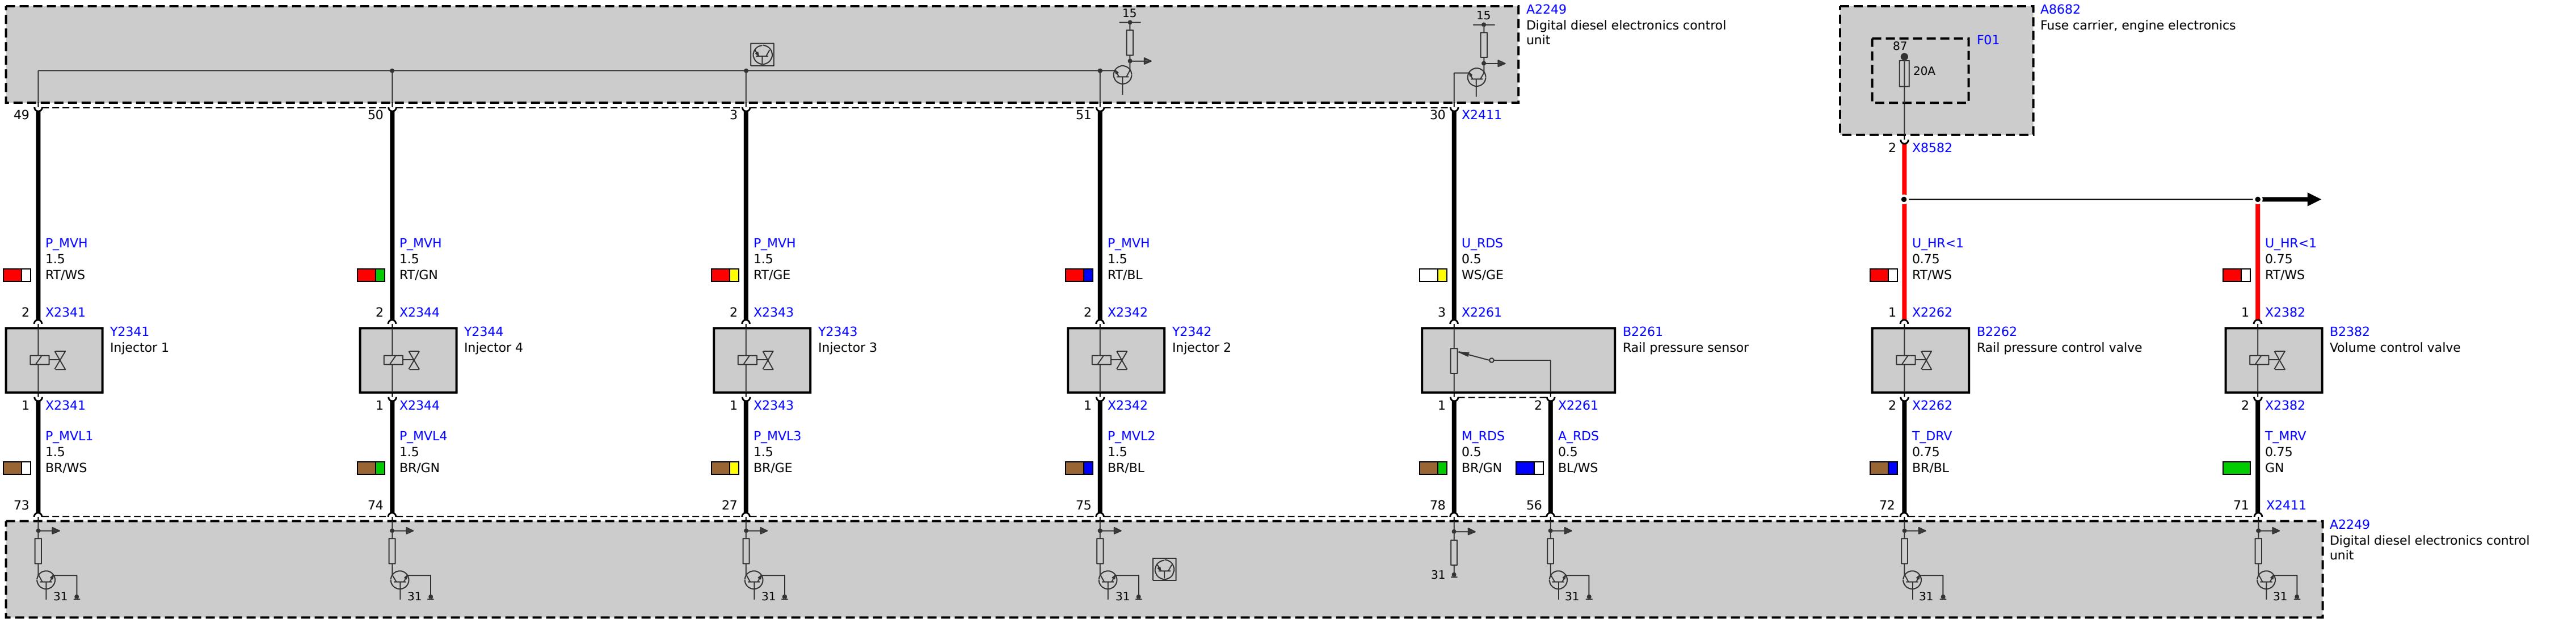 15
15
A2249
Digital diesel electronics control
unit
A8682
Fuse carrier, engine electronics
87
F01
20A
49
50
3
51
30
X2411
2
X8582
P_MVH
1.5
RT/WS
P_MVH
1.5
RT/GN
P_MVH
1.5
RT/GE
P_MVH
1.5
RT/BL
U_RDS
0.5
WS/GE
U_HR<1
0.75
RT/WS
U_HR<1
0.75
RT/WS
2 X2341
2 X2344
2 X2343
2 X2342
3 X2261
1 X2262
1 X2382
Y2341
Injector 1
Y2344
Injector 4
Y2343
Injector 3
Y2342
Injector 2
B2261
Rail pressure sensor
B2262
Rail pressure control valve
B2382
Volume control valve
1 X2341
1 X2344
1 X2343
1 X2342
1
2 X2261
2 X2262
2 X2382
P_MVL1
1.5
BR/WS
P_MVL4
1.5
BR/GN
P_MVL3
1.5
BR/GE
P_MVL2
1.5
BR/BL
M_RDS
0.5
BR/GN
A_RDS
0.5
BL/WS
T_DRV
0.75
BR/BL
T_MRV
0.75
GN
73
74
27
75
78
56
72
71 X2411
A2249
Digital diesel electronics control
unit
31
31
31
31
31
31
31
31